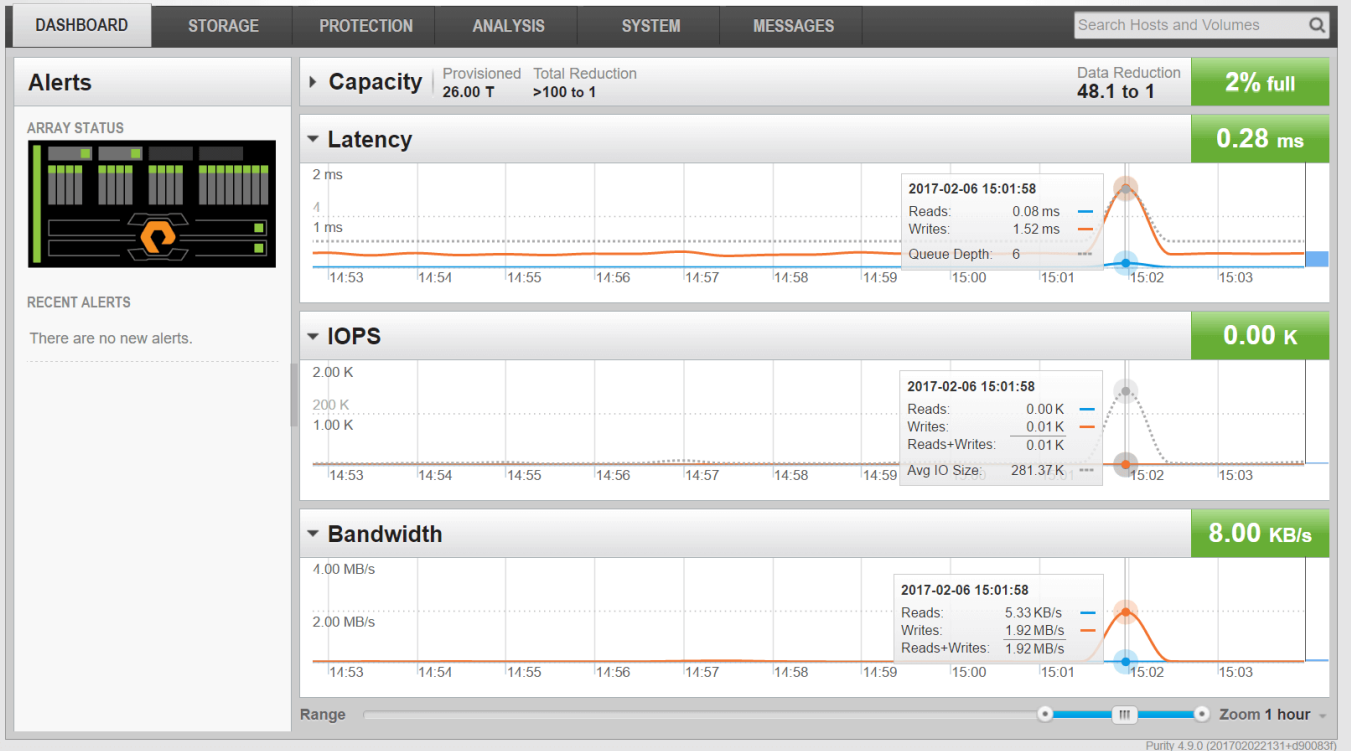 DASHBOARD STORAGE PROTECTION ANALYSIS SYSTEM MESSAGES Search Hosts and Volumes
Alerts
ARRAY STATUS
RECENT ALERTS
There are no new alerts.
Capacity Provisioned Total Reduction Data Reduction 2% full
26.00 T >100 to 1 48.1 to 1
Latency 0.28 ms
2 ms
4
1 ms
2017-02-06 15:01:58
Reads: 0.08 ms
Writes: 1.52 ms
Queue Depth: 6
14:53 14:54 14:55 14:56 14:57 14:58 14:59 15:00 15:01 15:02 15:03
IOPS 0.00 K
2.00 K
200 K
1.00 K
2017-02-06 15:01:58
Reads: 0.00 K
Writes: 0.01 K
Reads+Writes: 0.01 K
Avg IO Size: 281.37 K
14:53 14:54 14:55 14:56 14:57 14:58 14:59 15:00 15:01 15:02 15:03
Bandwidth 8.00 KB/s
4.00 MB/s
2.00 MB/s
2017-02-06 15:01:58
Reads: 5.33 KB/s
Writes: 1.92 MB/s
Reads+Writes: 1.92 MB/s
14:53 14:54 14:55 14:56 14:57 14:58 14:59 15:00 15:01 15:02 15:03
Range Zoom 1 hour
Purity 4.9.0 (201702022131+d90083f)